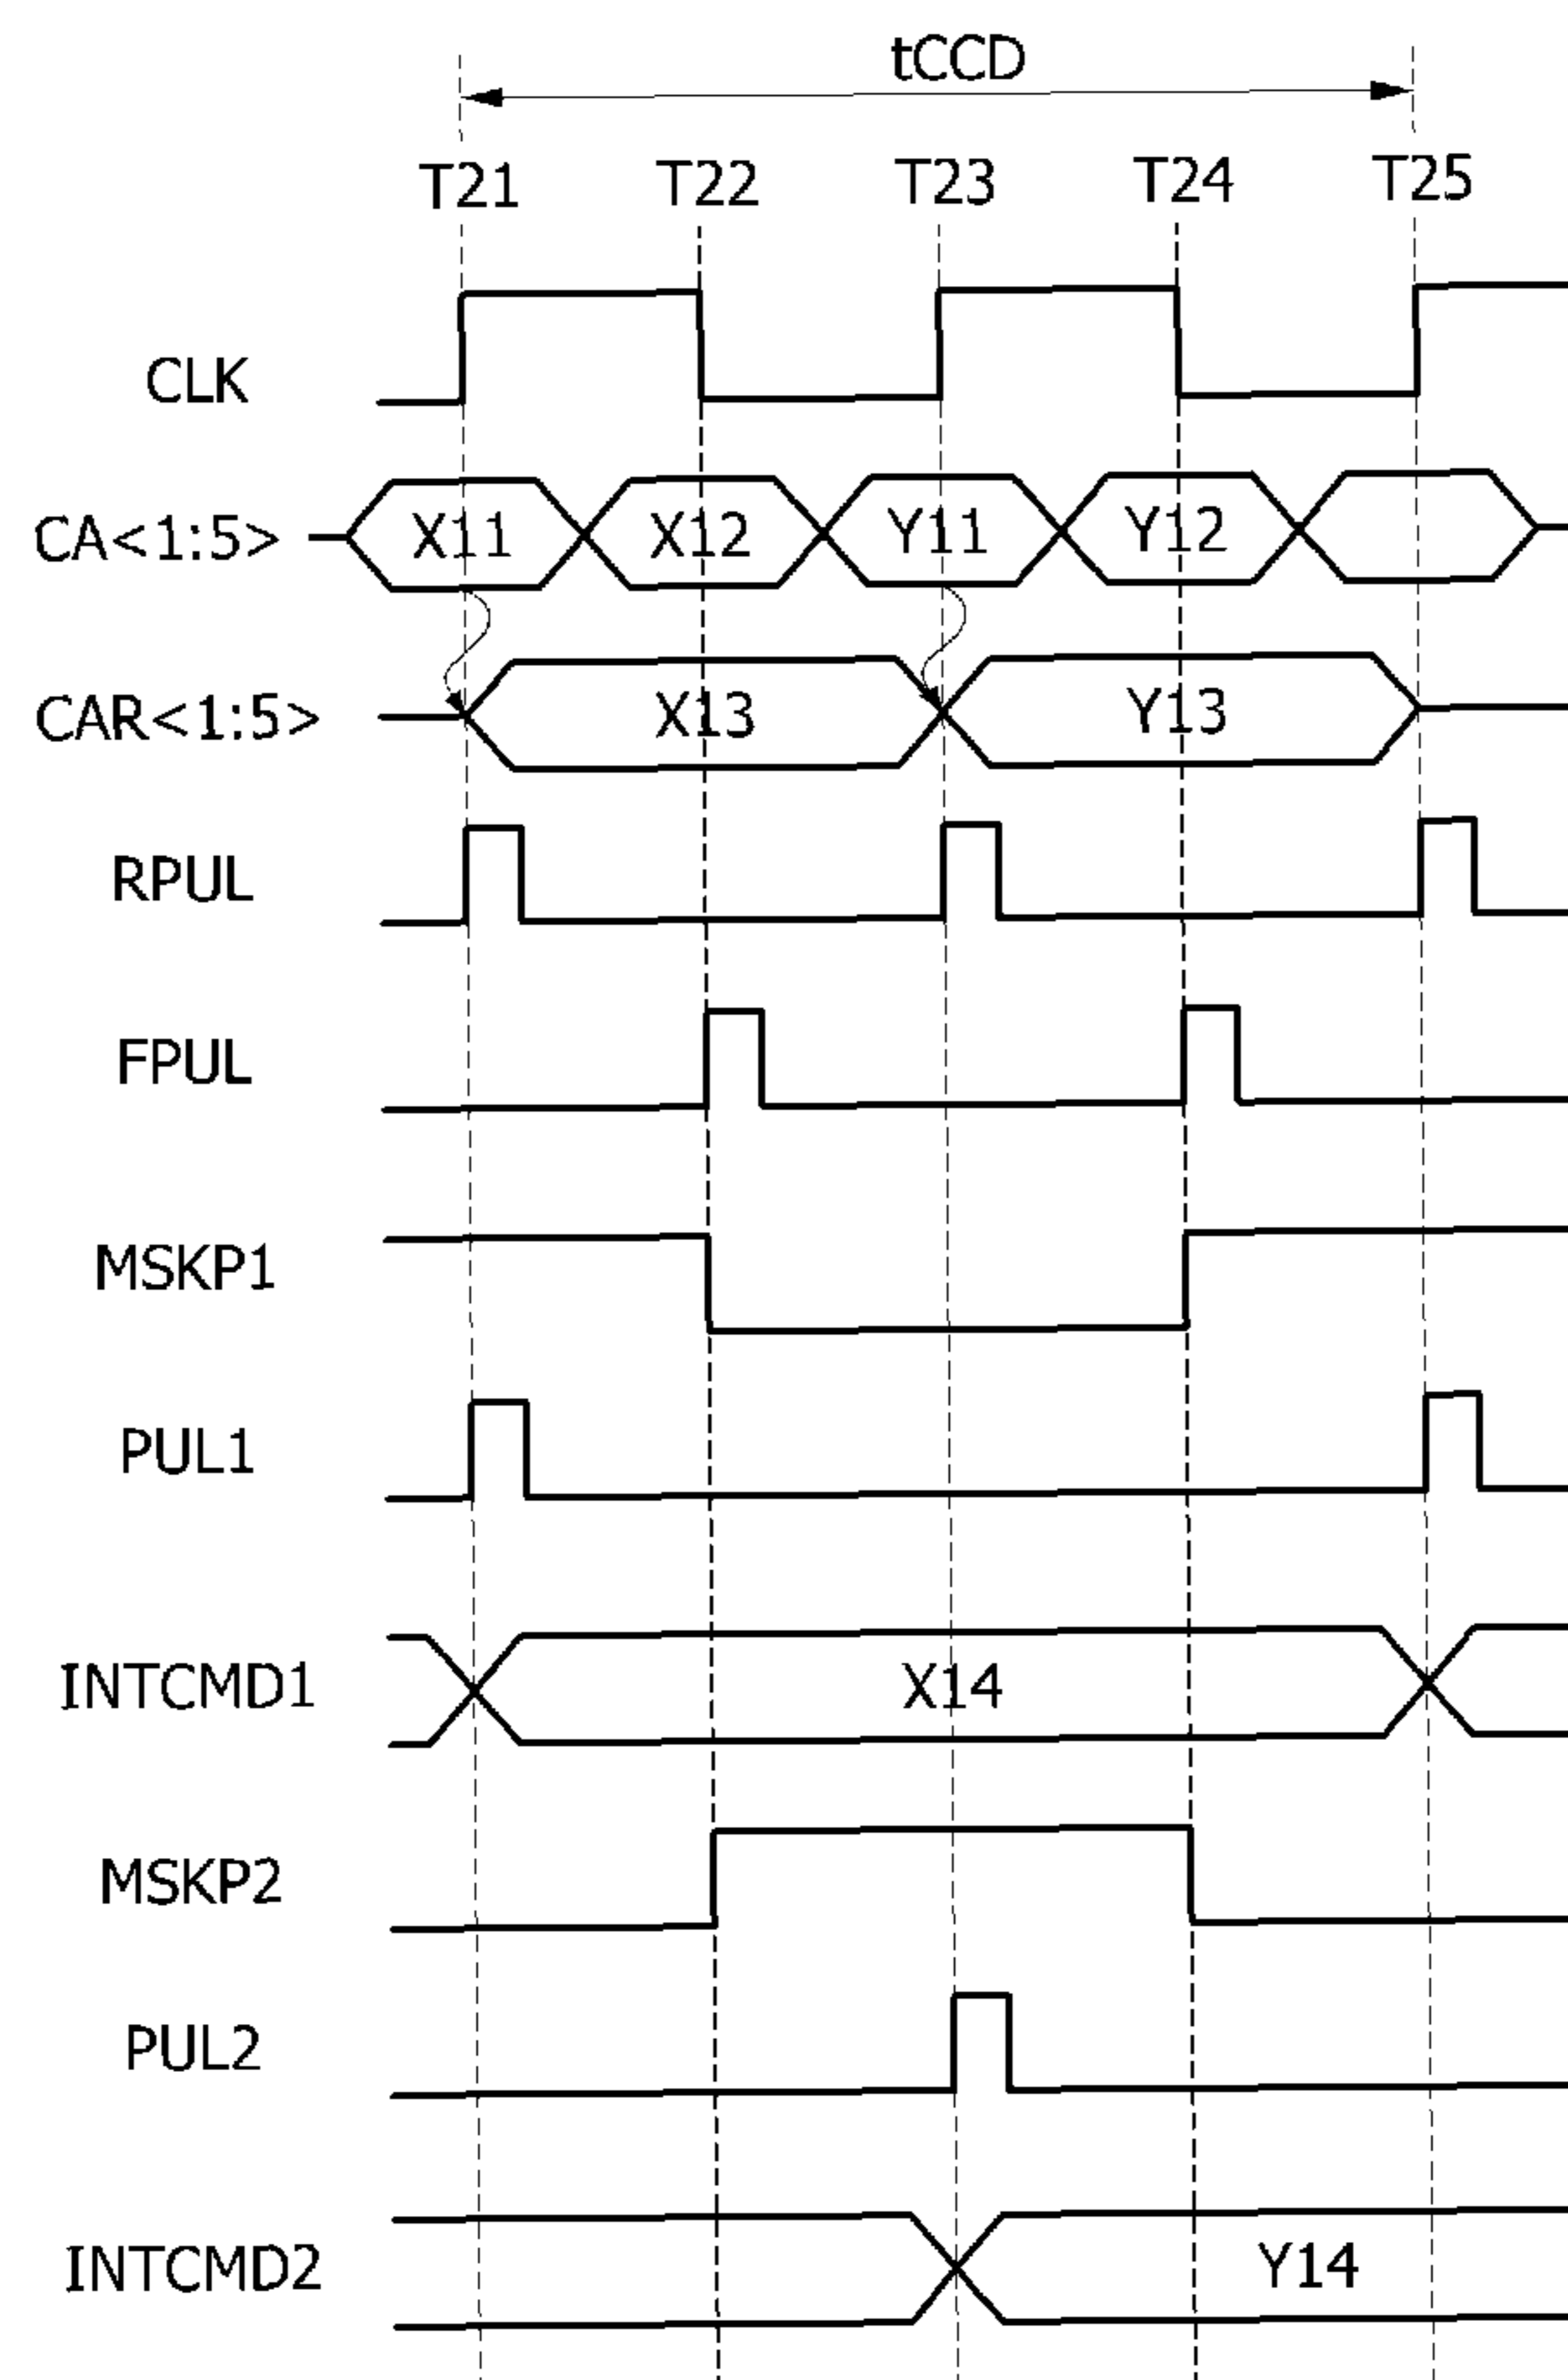 tCCD
T21 T22 T23 T24 T25
CLK
CA<1:5> X11 X12 Y11 Y12
CAR<1:5> X13 Y13
RPUL
FPUL
MSKP1
PUL1
INTCMD1 X14
MSKP2
PUL2
INTCMD2 Y14